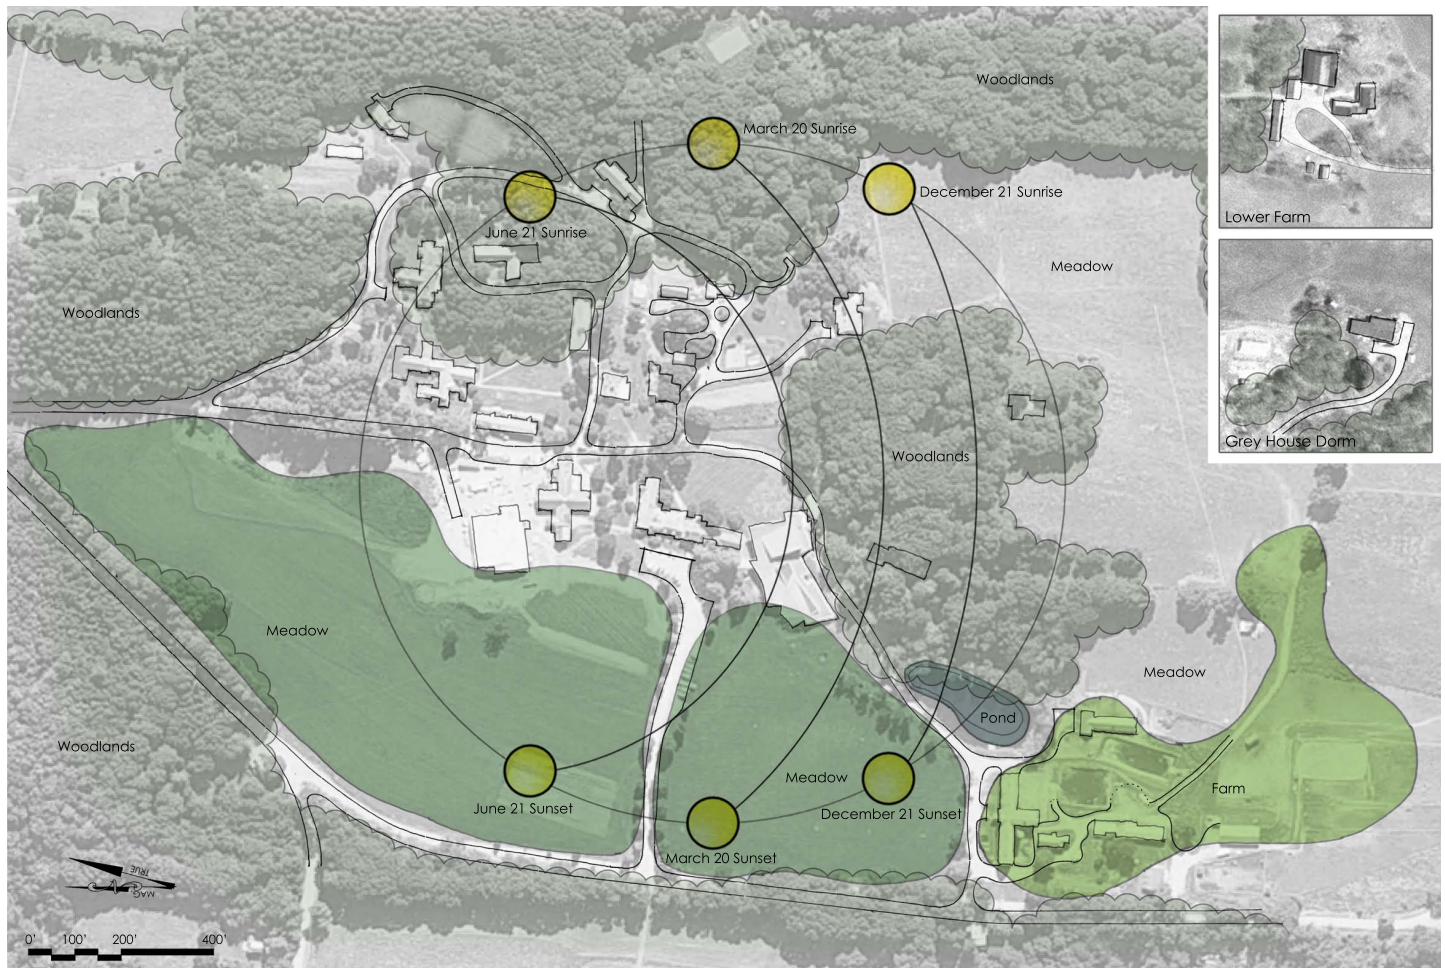 Woodlands
March 20 Sunrise
December 21 Sunrise
Lower Farm
June 21 Sunrise
Meadow
Woodlands
Grey House Dorm
Woodlands
Meadow
Meadow
Pond
Woodlands
Meadow
Farm
June 21 Sunset
December 21 Sunset
March 20 Sunset
TRUE
MAG
0' 100' 200' 400'